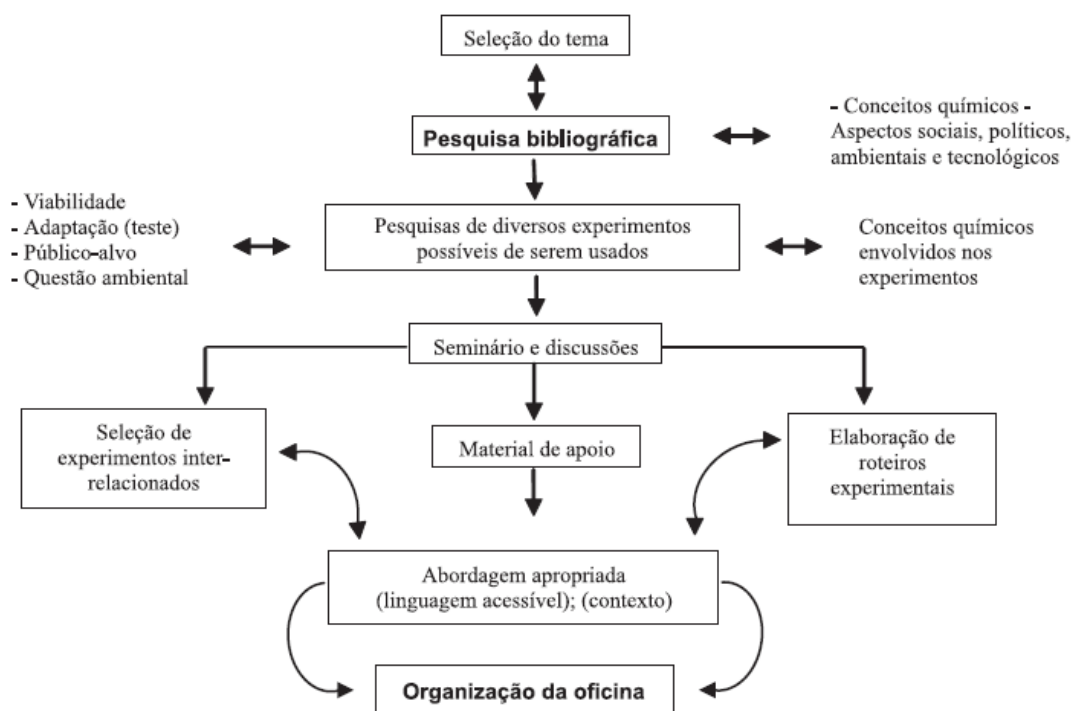 Seleção do tema
Pesquisa bibliográfica
- Conceitos químicos -
Aspectos sociais, políticos,
ambientais e tecnológicos
- Viabilidade
- Adaptação (teste)
- Público-alvo
- Questão ambiental
Pesquisas de diversos experimentos
possíveis de serem usados
Conceitos químicos
envolvidos nos
experimentos
Seminário e discussões
Seleção de
experimentos inter-
relacionados
Material de apoio
Elaboração de
roteiros
experimentais
Abordagem apropriada
(linguagem acessível); (contexto)
Organização da oficina